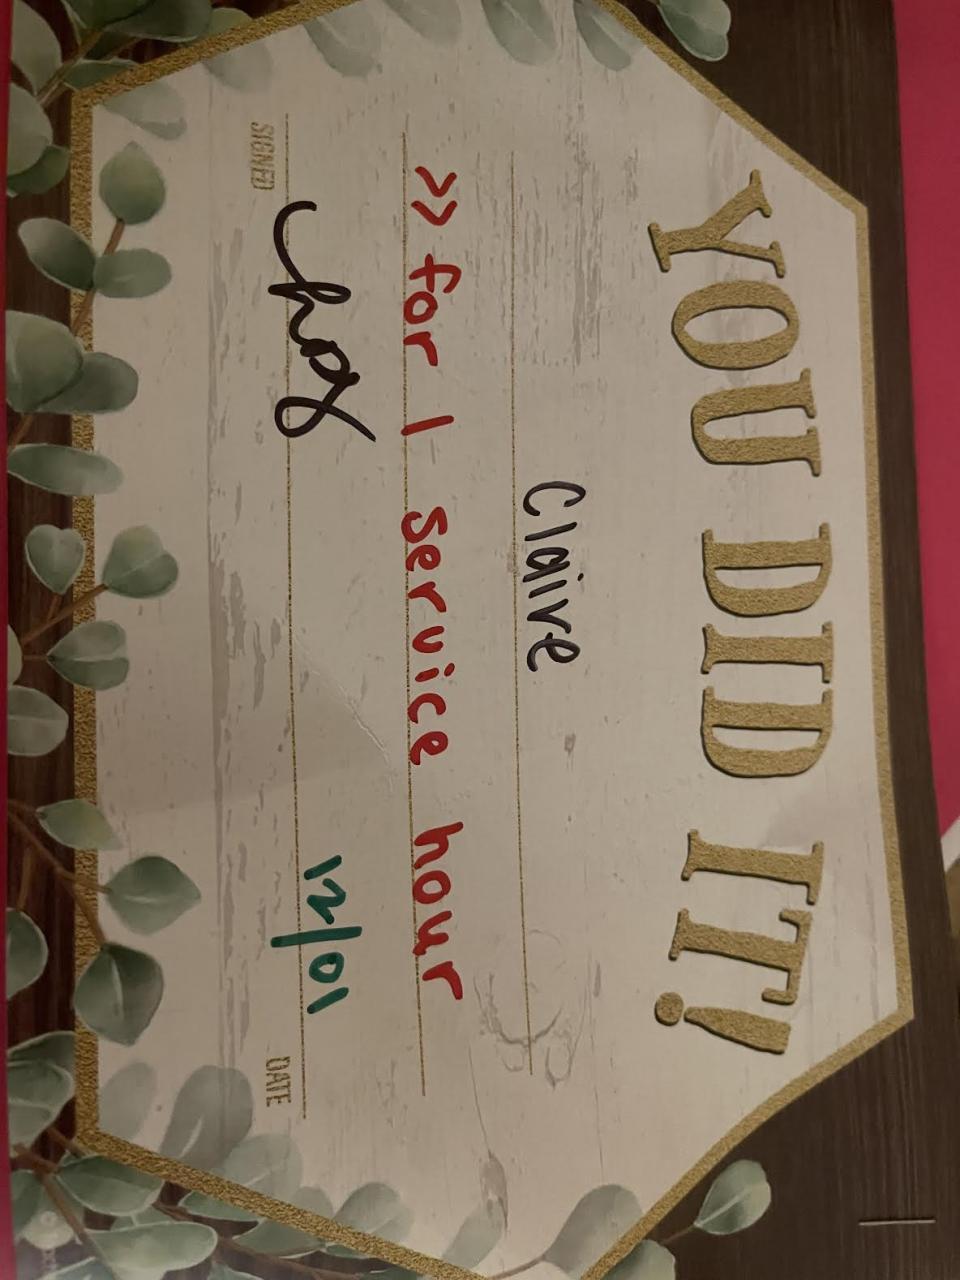 YOU DID IT!
Claire
>> for 1 service hour
12/01
SIGNED
DATE